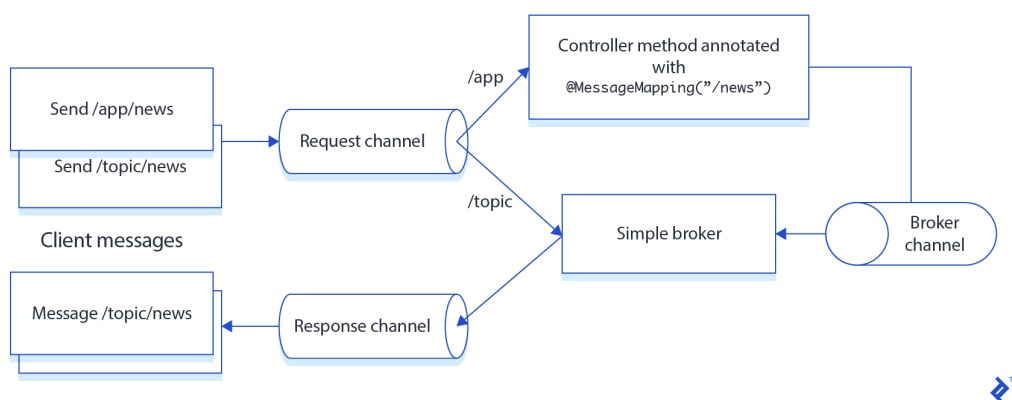 Send /app/news
Send /topic/news
Client messages
Message /topic/news
Request channel
Response channel
/app
/topic
Controller method annotated
with
@MessageMapping(”/news”)
Simple broker
Broker
channel
TM